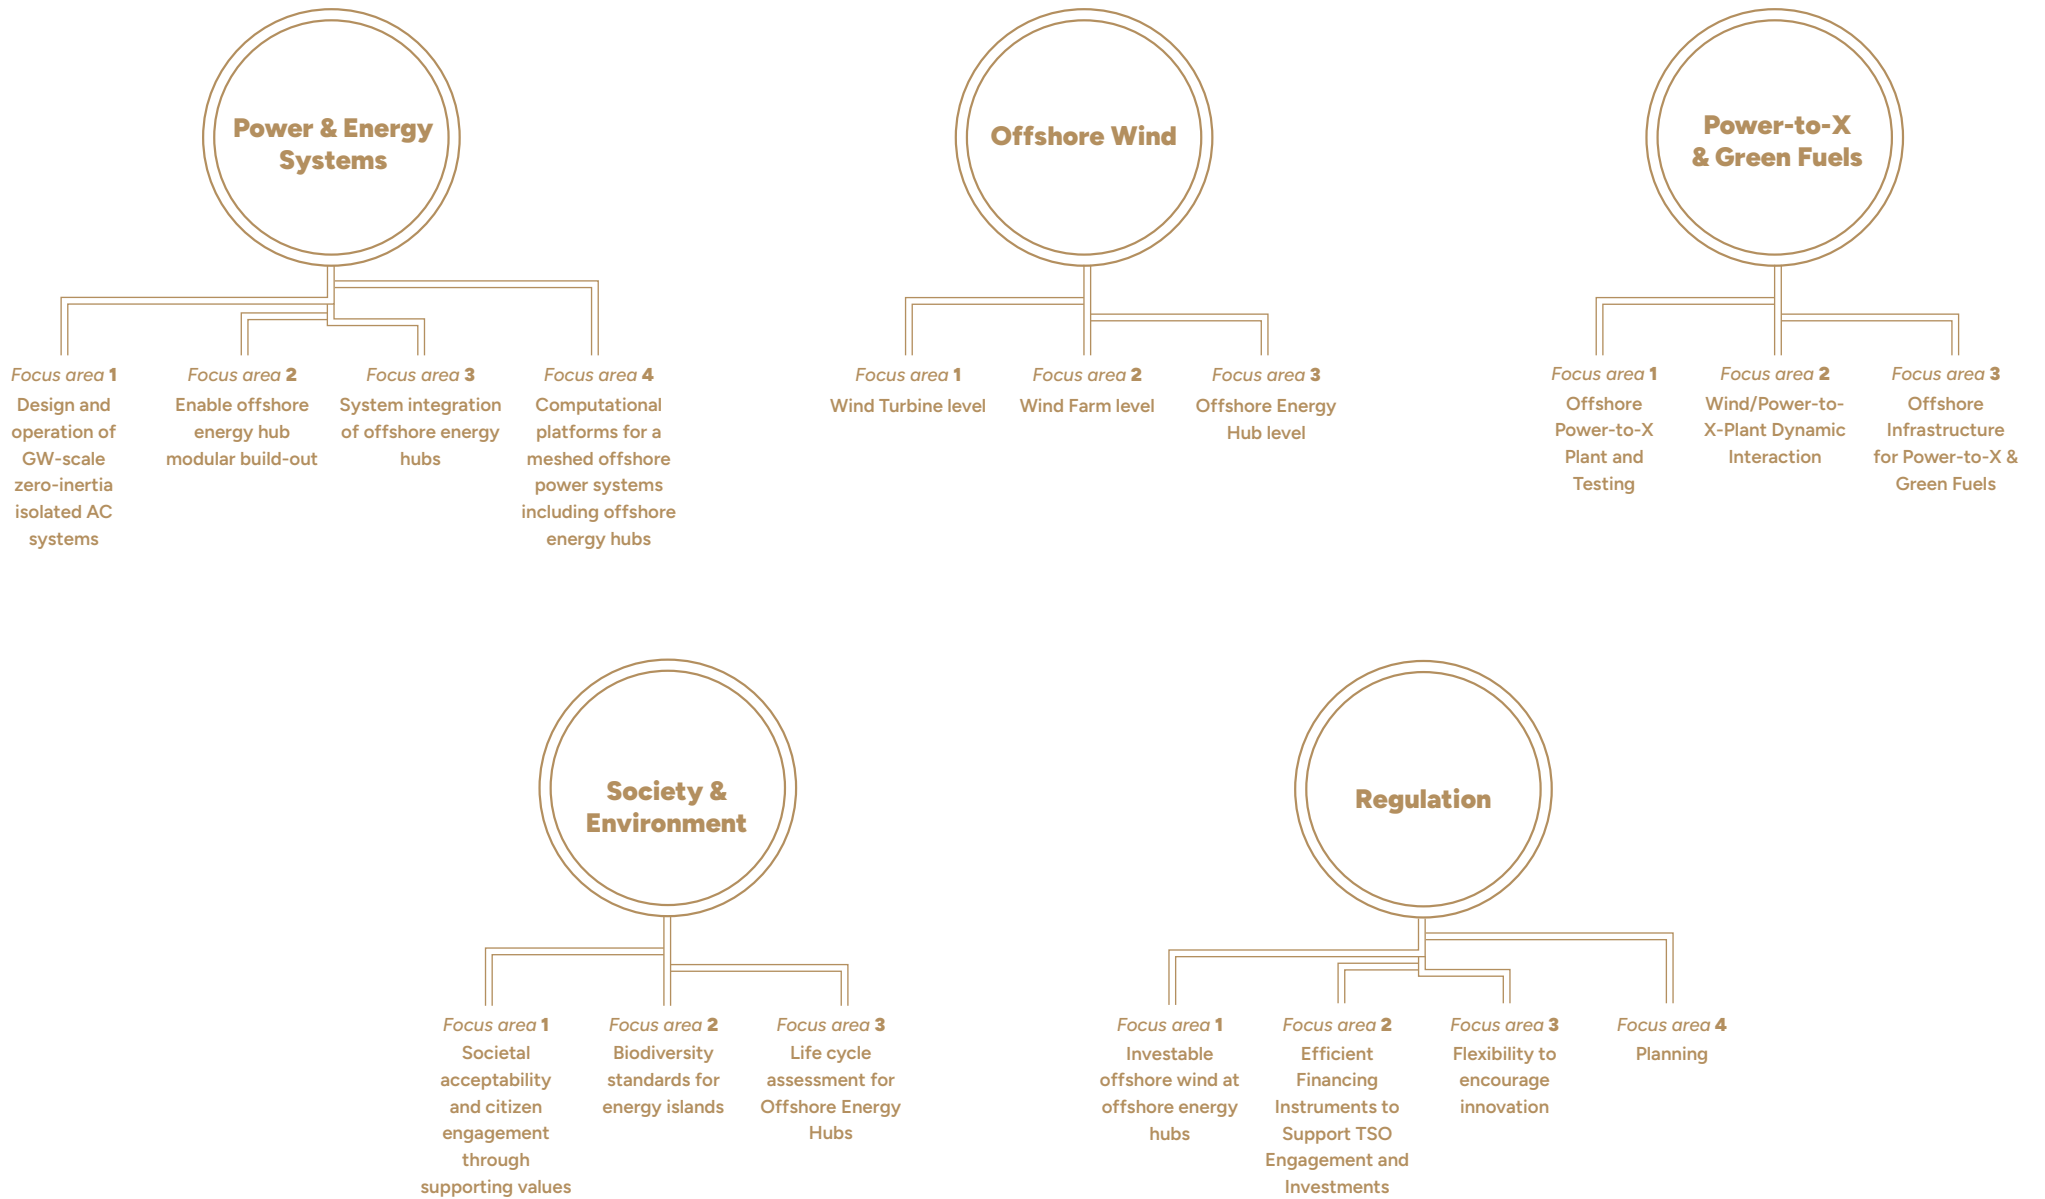 Power & Energy
Systems
Focus area 1
Design and
operation of
GW-scale
zero-inertia
isolated AC
systems
Focus area 2
Enable offshore
energy hub
modular build-out
Focus area 3
System integration
of offshore energy
hubs
Focus area 4
Computational
platforms for a
meshed offshore
power systems
including offshore
energy hubs
Offshore Wind
Focus area 1
Wind Turbine level
Focus area 2
Wind Farm level
Focus area 3
Offshore Energy
Hub level
Power-to-X
& Green Fuels
Focus area 1
Offshore
Power-to-X
Plant and
Testing
Focus area 2
Wind/Power-to-
X-Plant Dynamic
Interaction
Focus area 3
Offshore
Infrastructure
for Power-to-X &
Green Fuels
Society &
Environment
Focus area 1
Societal
acceptability
and citizen
engagement
through
supporting values
Focus area 2
Biodiversity
standards for
energy islands
Focus area 3
Life cycle
assessment for
Offshore Energy
Hubs
Regulation
Focus area 1
Investable
offshore wind at
offshore energy
hubs
Focus area 2
Efficient
Financing
Instruments to
Support TSO
Engagement and
Investments
Focus area 3
Flexibility to
encourage
innovation
Focus area 4
Planning